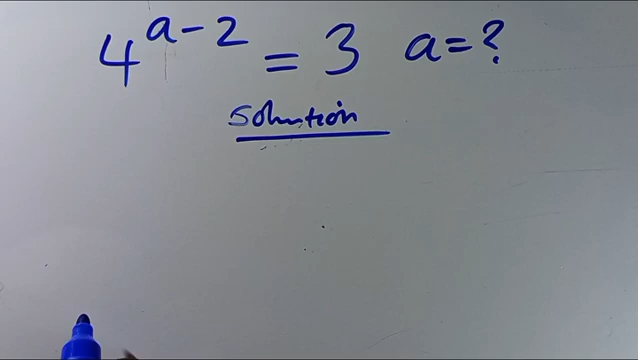 4^{a-2} = 3 a=?
Solution